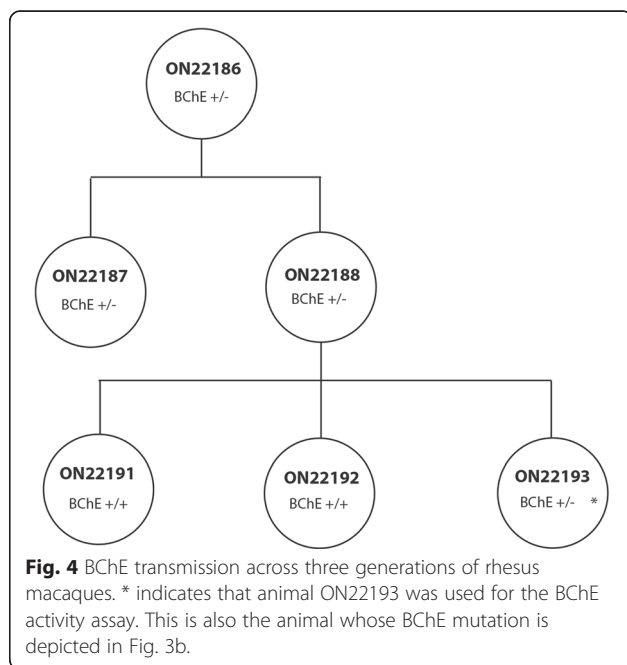 ON22186
BChE +/-
ON22187
BChE +/-
ON22188
BChE +/-
ON22191
BChE +/+
ON22192
BChE +/+
ON22193
BChE +/- *
Fig. 4 BChE transmission across three generations of rhesus
macaques. * indicates that animal ON22193 was used for the BChE
activity assay. This is also the animal whose BChE mutation is
depicted in Fig. 3b.